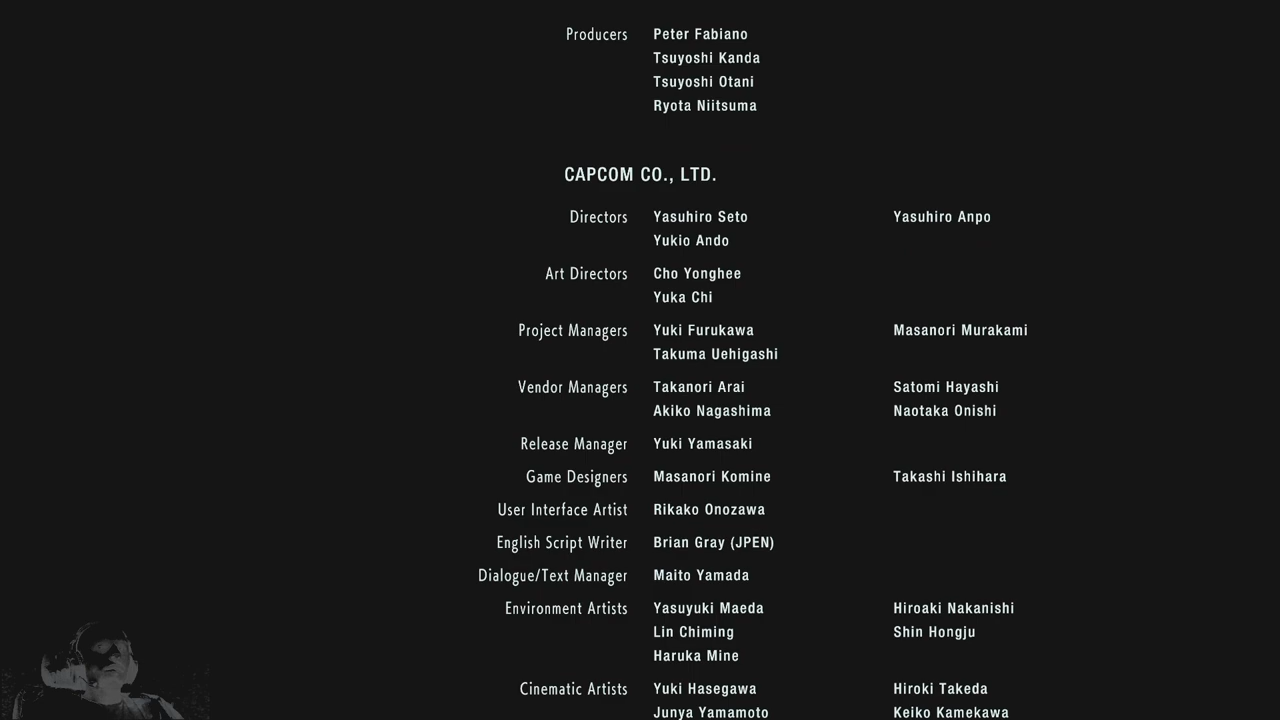 Producers Peter Fabiano
Tsuyoshi Kanda
Tsuyoshi Otani
Ryota Niitsuma
CAPCOM CO., LTD.
Directors Yasuhiro Seto Yasuhiro Anpo
Yukio Ando
Art Directors Cho Yonghee
Yuka Chi
Project Managers Yuki Furukawa Masanori Murakami
Takuma Uehigashi
Vendor Managers Takanori Arai Satomi Hayashi
Akiko Nagashima Naotaka Onishi
Release Manager Yuki Yamasaki
Game Designers Masanori Komine Takashi Ishihara
User Interface Artist Rikako Onozawa
English Script Writer Brian Gray (JPEN)
Dialogue/Text Manager Maito Yamada
Environment Artists Yasuyuki Maeda Hiroaki Nakanishi
Lin Chiming Shin Hongju
Haruka Mine
Cinematic Artists Yuki Hasegawa Hiroki Takeda
Junya Yamamoto Keiko Kamekawa